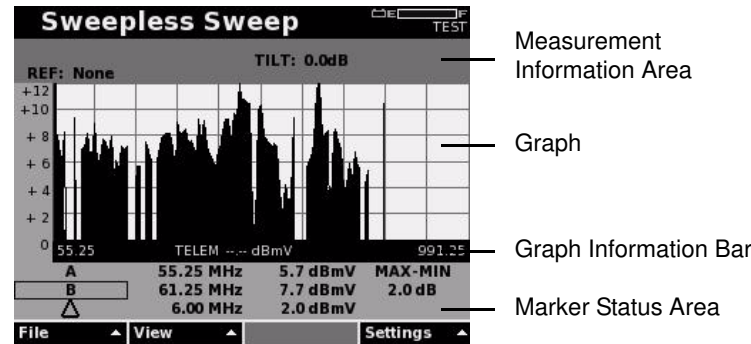 Sweepless Sweep
E F
TEST
TILT: 0.0dB
REF: None
+12
+10
+ 8
+ 6
+ 4
+ 2
0
55.25 TELEM --.-- dBmV 991.25
A 55.25 MHz 5.7 dBmV MAX-MIN
B 61.25 MHz 7.7 dBmV 2.0 dB
6.00 MHz 2.0 dBmV
File View Settings
Measurement
Information Area
Graph
Graph Information Bar
Marker Status Area